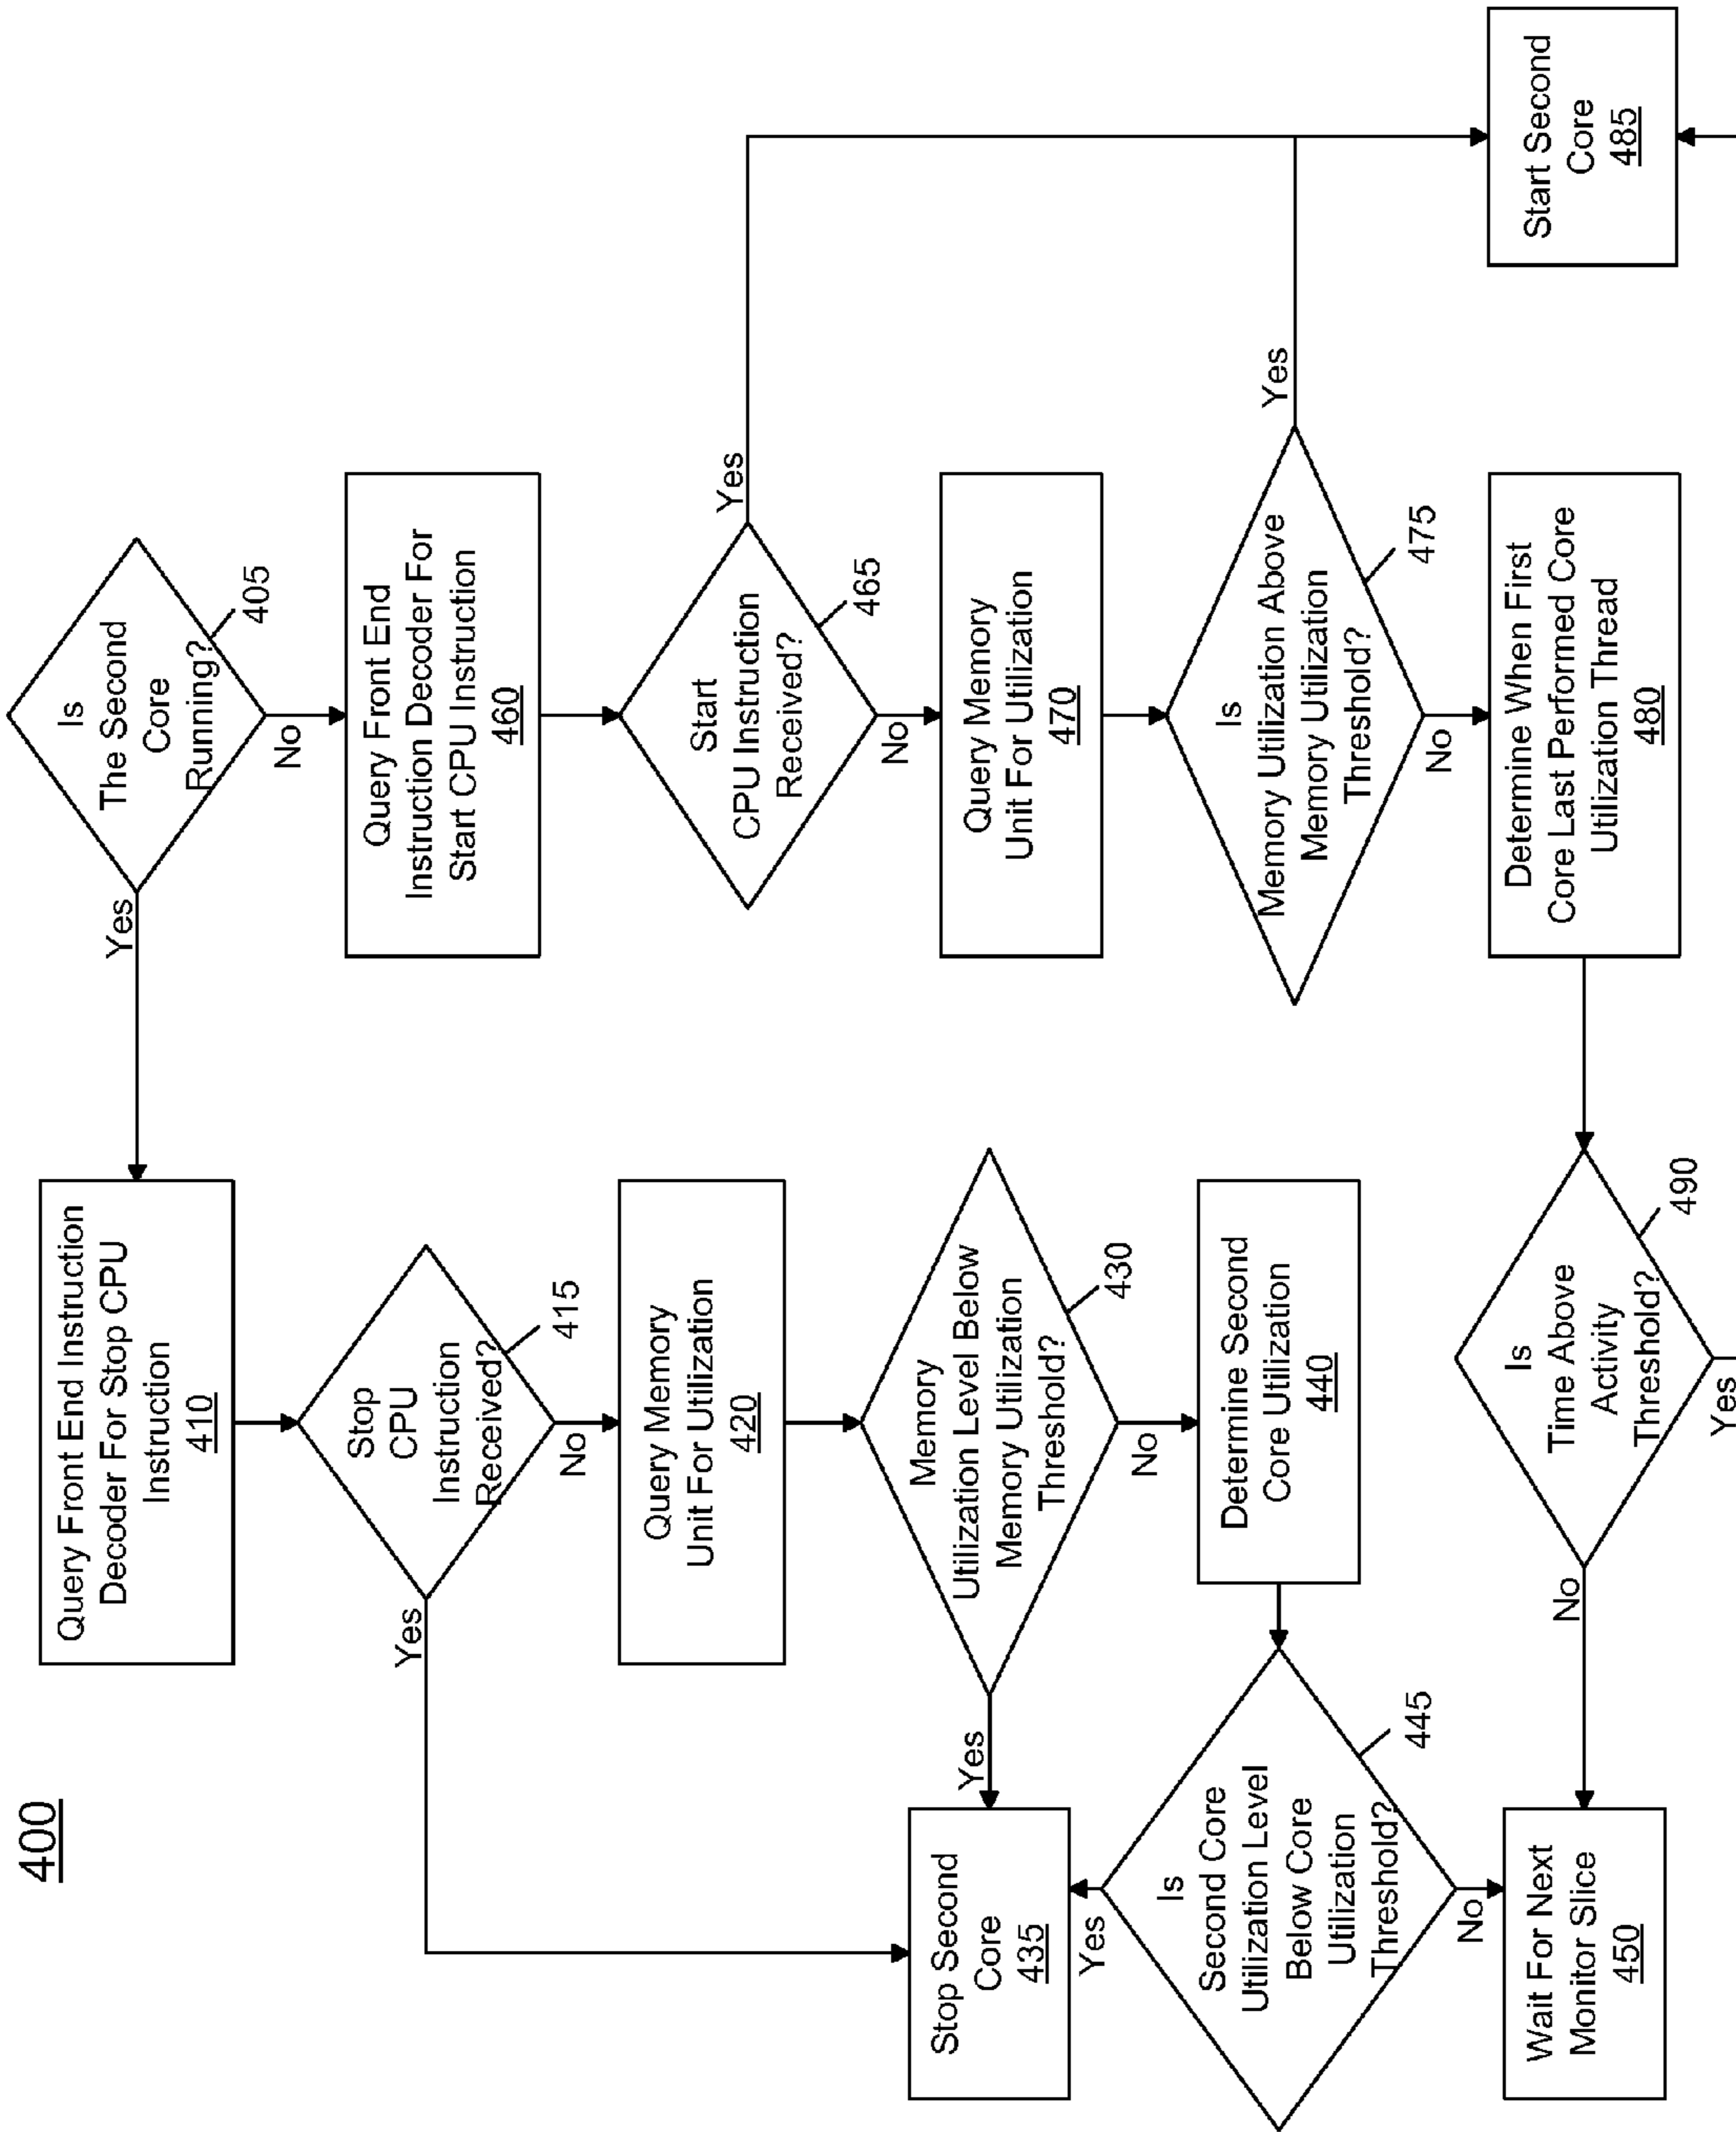 400
Is
The Second
Core
Running?
405
Yes
No
Query Front End Instruction
Decoder For Stop CPU
Instruction
410
Query Front End
Instruction Decoder For
Start CPU Instruction
460
Stop
CPU
Instruction
Received?
415
Yes
No
Start
CPU Instruction
Received?
465
Yes
No
Query Memory
Unit For Utilization
420
Query Memory
Unit For Utilization
470
Memory
Utilization Level Below
Memory Utilization
Threshold?
430
Yes
No
Is
Memory Utilization Above
Memory Utilization
Threshold?
475
Yes
No
Stop Second
Core
435
Determine Second
Core Utilization
440
Is
Second Core
Utilization Level
Below Core
Utilization
Threshold?
445
Yes
No
Determine When First
Core Last Performed Core
Utilization Thread
480
Start Second
Core
485
Wait For Next
Monitor Slice
450
Is
Time Above
Activity
Threshold?
490
No
Yes